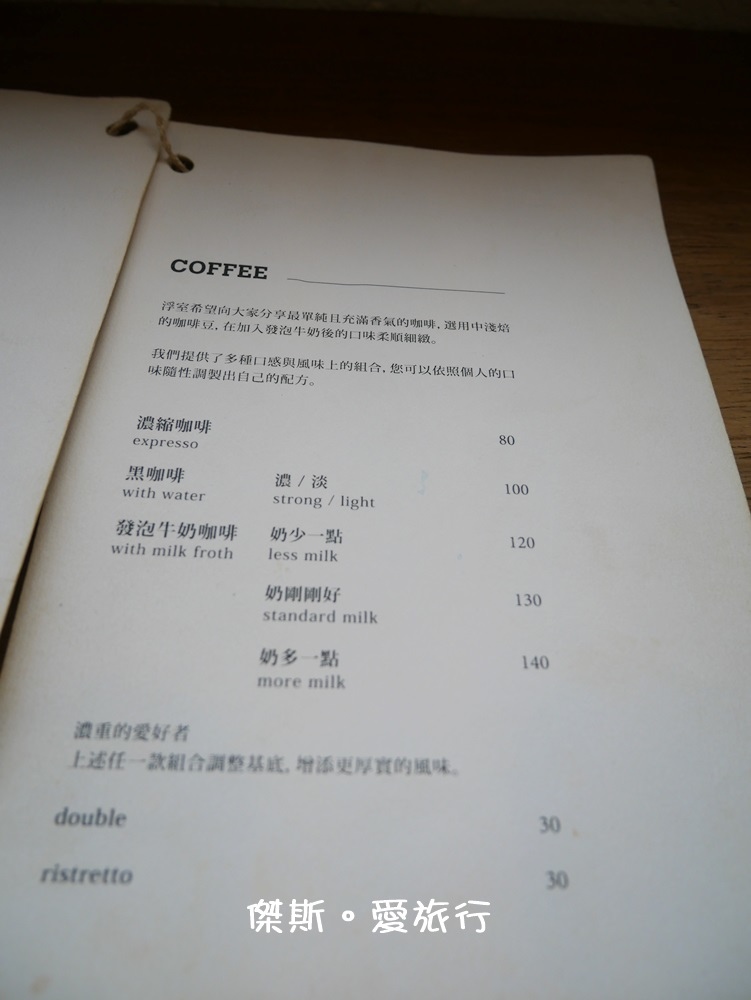 COFFEE
浮室希望向大家分享最單純且充滿香氣的咖啡, 選用中淺焙
的咖啡豆, 在加入發泡牛奶後的口味柔順細緻。
我們提供了多種口感與風味上的組合, 您可以依照個人的口
味隨性調製出自己的配方。
濃縮咖啡
expresso 80
黑咖啡 濃 / 淡
with water strong / light 100
發泡牛奶咖啡 奶少一點
with milk froth less milk 120
奶剛剛好
standard milk 130
奶多一點
more milk 140
濃重的愛好者
上述任一款組合調整基底, 增添更厚實的風味。
double 30
ristretto 30
傑斯。愛旅行